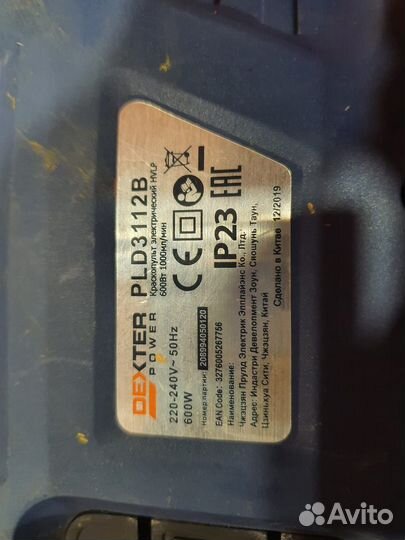 DEXTER PLD3112B
POWER Краскопульт электрический HVLP
600Вт 1000мл/мин
220-240V~ 50Hz
600W
CE
IP23 EAC
Номер партии: 208994050120
EAN Code: 3276005267756
Наименование:
Чжэцзян Прулд Электрик Эпплайэнс Ко., Лтд.
Адрес: Индастри Девелопмент Зоун, Сюошунь Таун,
Цзиньхуа Сити, Чжэцзян, Китай
Сделано в Китае 12/2019
Avito